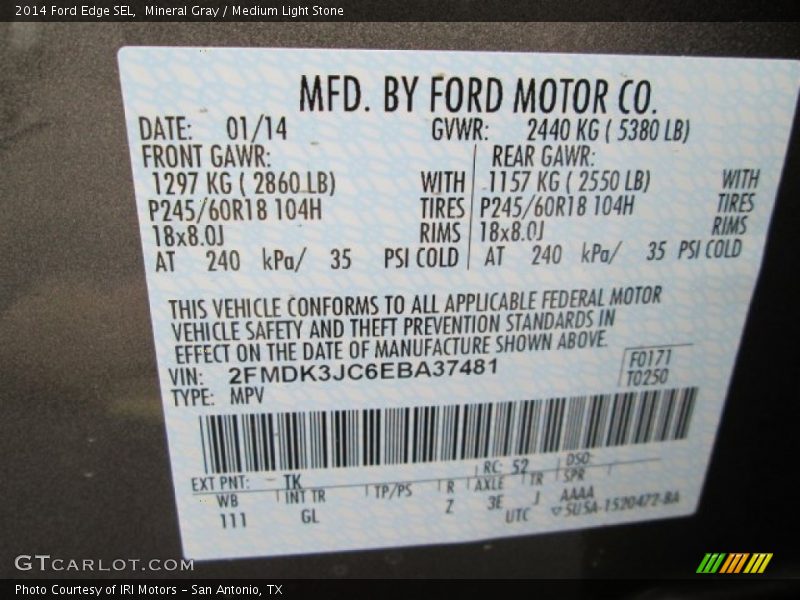 2014 Ford Edge SEL,  Mineral Gray / Medium Light Stone
MFD. BY FORD MOTOR CO.
DATE: 01/14 GVWR: 2440 KG ( 5380 LB)
FRONT GAWR: REAR GAWR:
1297 KG ( 2860 LB) WITH 1157 KG ( 2550 LB) WITH
P245/60R18 104H TIRES P245/60R18 104H TIRES
18x8.0J RIMS 18x8.0J RIMS
AT 240 kPa/ 35 PSI COLD AT 240 kPa/ 35 PSI COLD
THIS VEHICLE CONFORMS TO ALL APPLICABLE FEDERAL MOTOR
VEHICLE SAFETY AND THEFT PREVENTION STANDARDS IN
EFFECT ON THE DATE OF MANUFACTURE SHOWN ABOVE.
VIN: 2FMDK3JC6EBA37481 F0171
TYPE: MPV T0250
EXT PNT: TK RC: 52 DSO:
WB INT TR TP/PS R AXLE TR SPR
111 GL Z 3E J AAAA
UTC ▽5U5A-1520472-BA
GTCARLOT.COM
Photo Courtesy of IRI Motors – San Antonio, TX